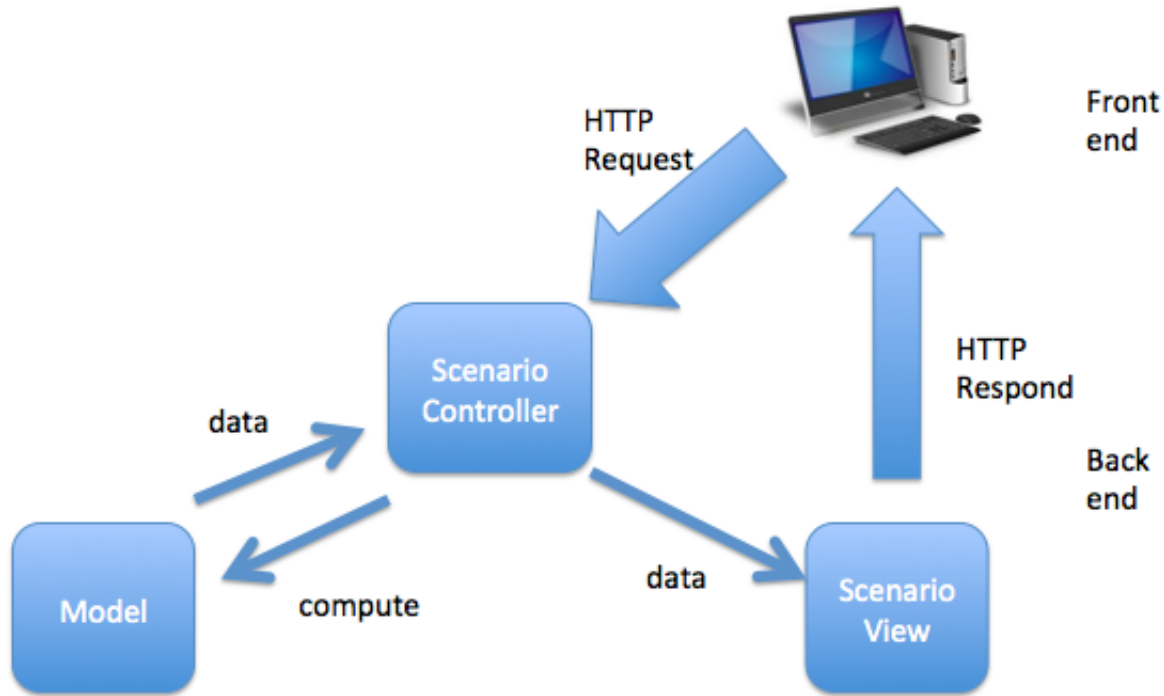 Front
end
HTTP
Request
HTTP
Respond
Scenario
Controller
data
Back
end
data
Scenario
View
compute
Model